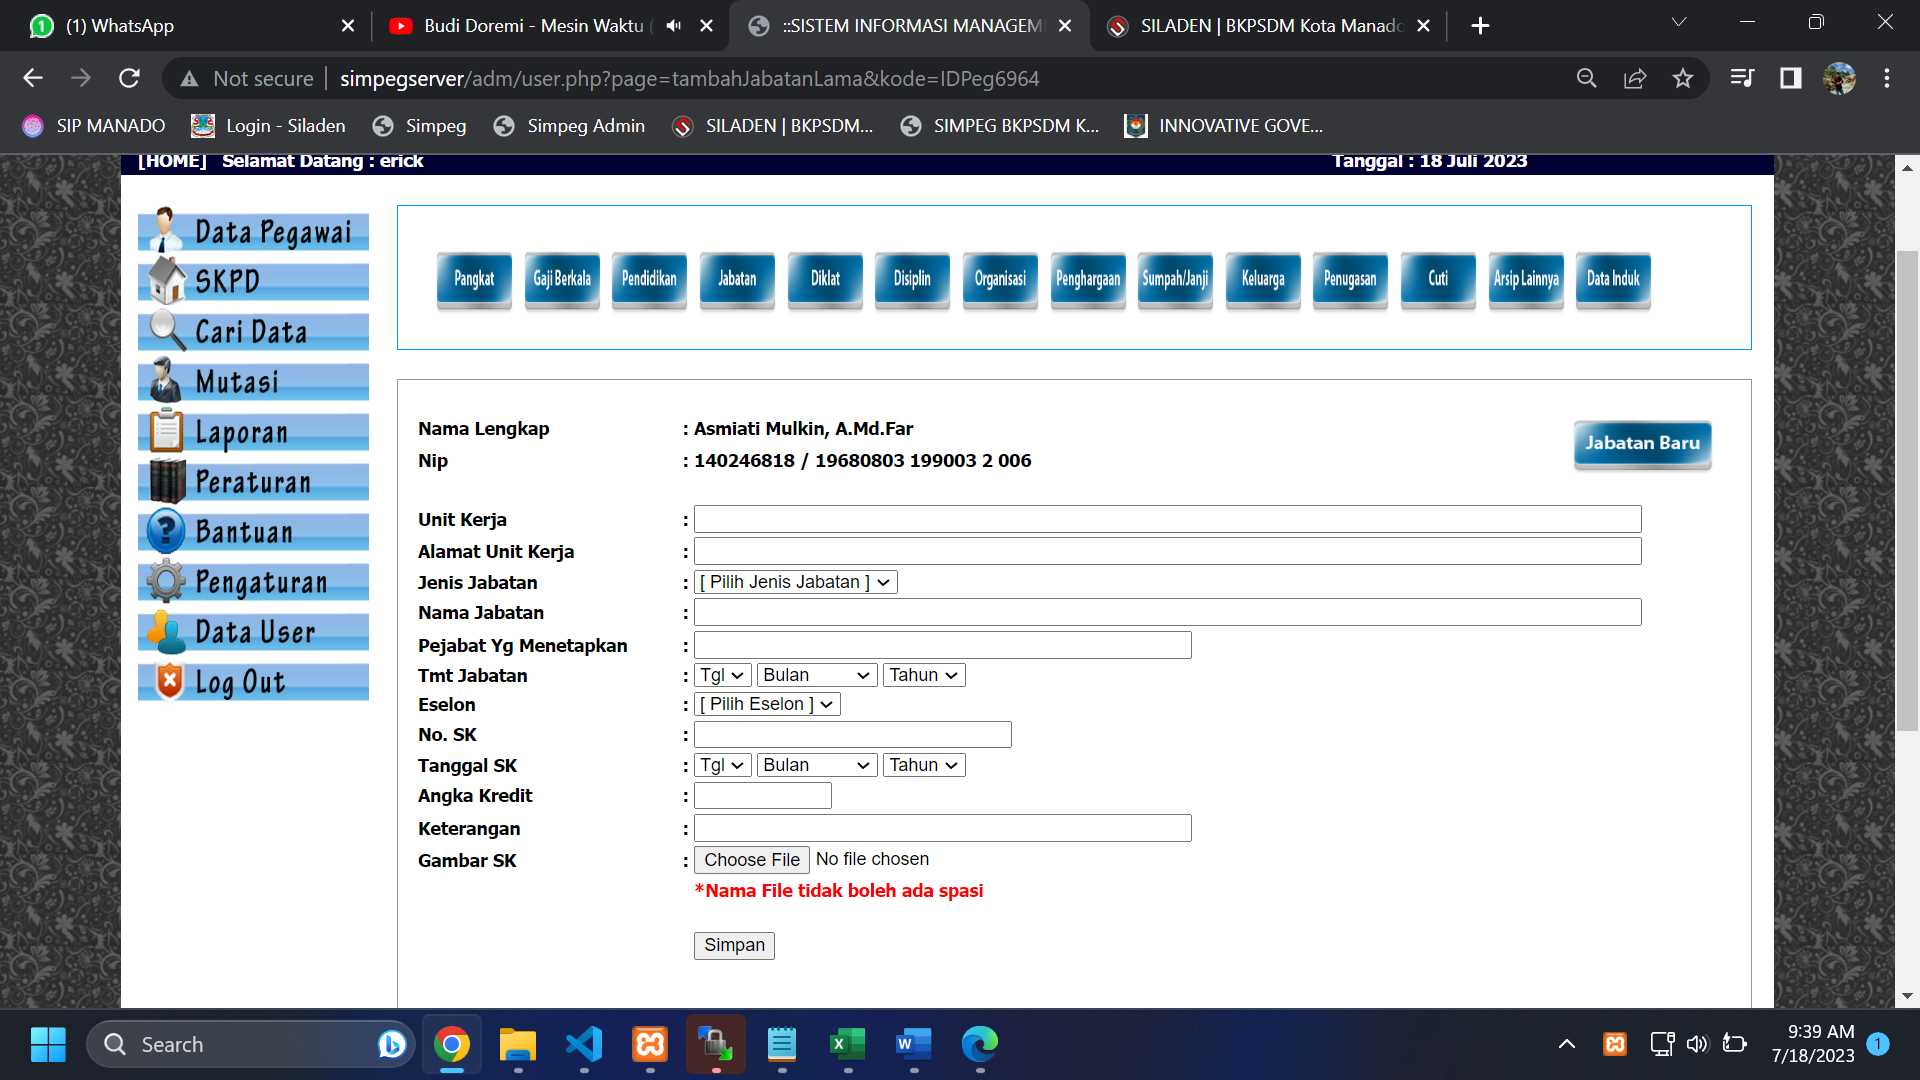 (1) WhatsApp
Budi Doremi - Mesin Waktu (
::SISTEM INFORMASI MANAGEM
SILADEN | BKPSDM Kota Manado
Not secure
simpegserver/adm/user.php?page=tambahJabatanLama&kode=IDPeg6964
SIP MANADO
Login - Siladen
Simpeg
Simpeg Admin
SILADEN | BKPSDM...
SIMPEG BKPSDM K...
INNOVATIVE GOVE...
[HOME] Selamat Datang : erick
Tanggal : 18 Juli 2023
Data Pegawai
SKPD
Cari Data
Mutasi
Laporan
Peraturan
Bantuan
Pengaturan
Data User
Log Out
Pangkat
Gaji Berkala
Pendidikan
Jabatan
Diklat
Disiplin
Organisasi
Penghargaan
Sumpah/Janji
Keluarga
Penugasan
Cuti
Arsip Lainnya
Data Induk
Nama Lengkap : Asmiati Mulkin, A.Md.Far
Jabatan Baru
Nip : 140246818 / 19680803 199003 2 006
Unit Kerja :
Alamat Unit Kerja :
Jenis Jabatan : [ Pilih Jenis Jabatan ]
Nama Jabatan :
Pejabat Yg Menetapkan :
Tmt Jabatan : Tgl Bulan Tahun
Eselon : [ Pilih Eselon ]
No. SK :
Tanggal SK : Tgl Bulan Tahun
Angka Kredit :
Keterangan :
Gambar SK : Choose File No file chosen
*Nama File tidak boleh ada spasi
Simpan
Search
9:39 AM
7/18/2023
1